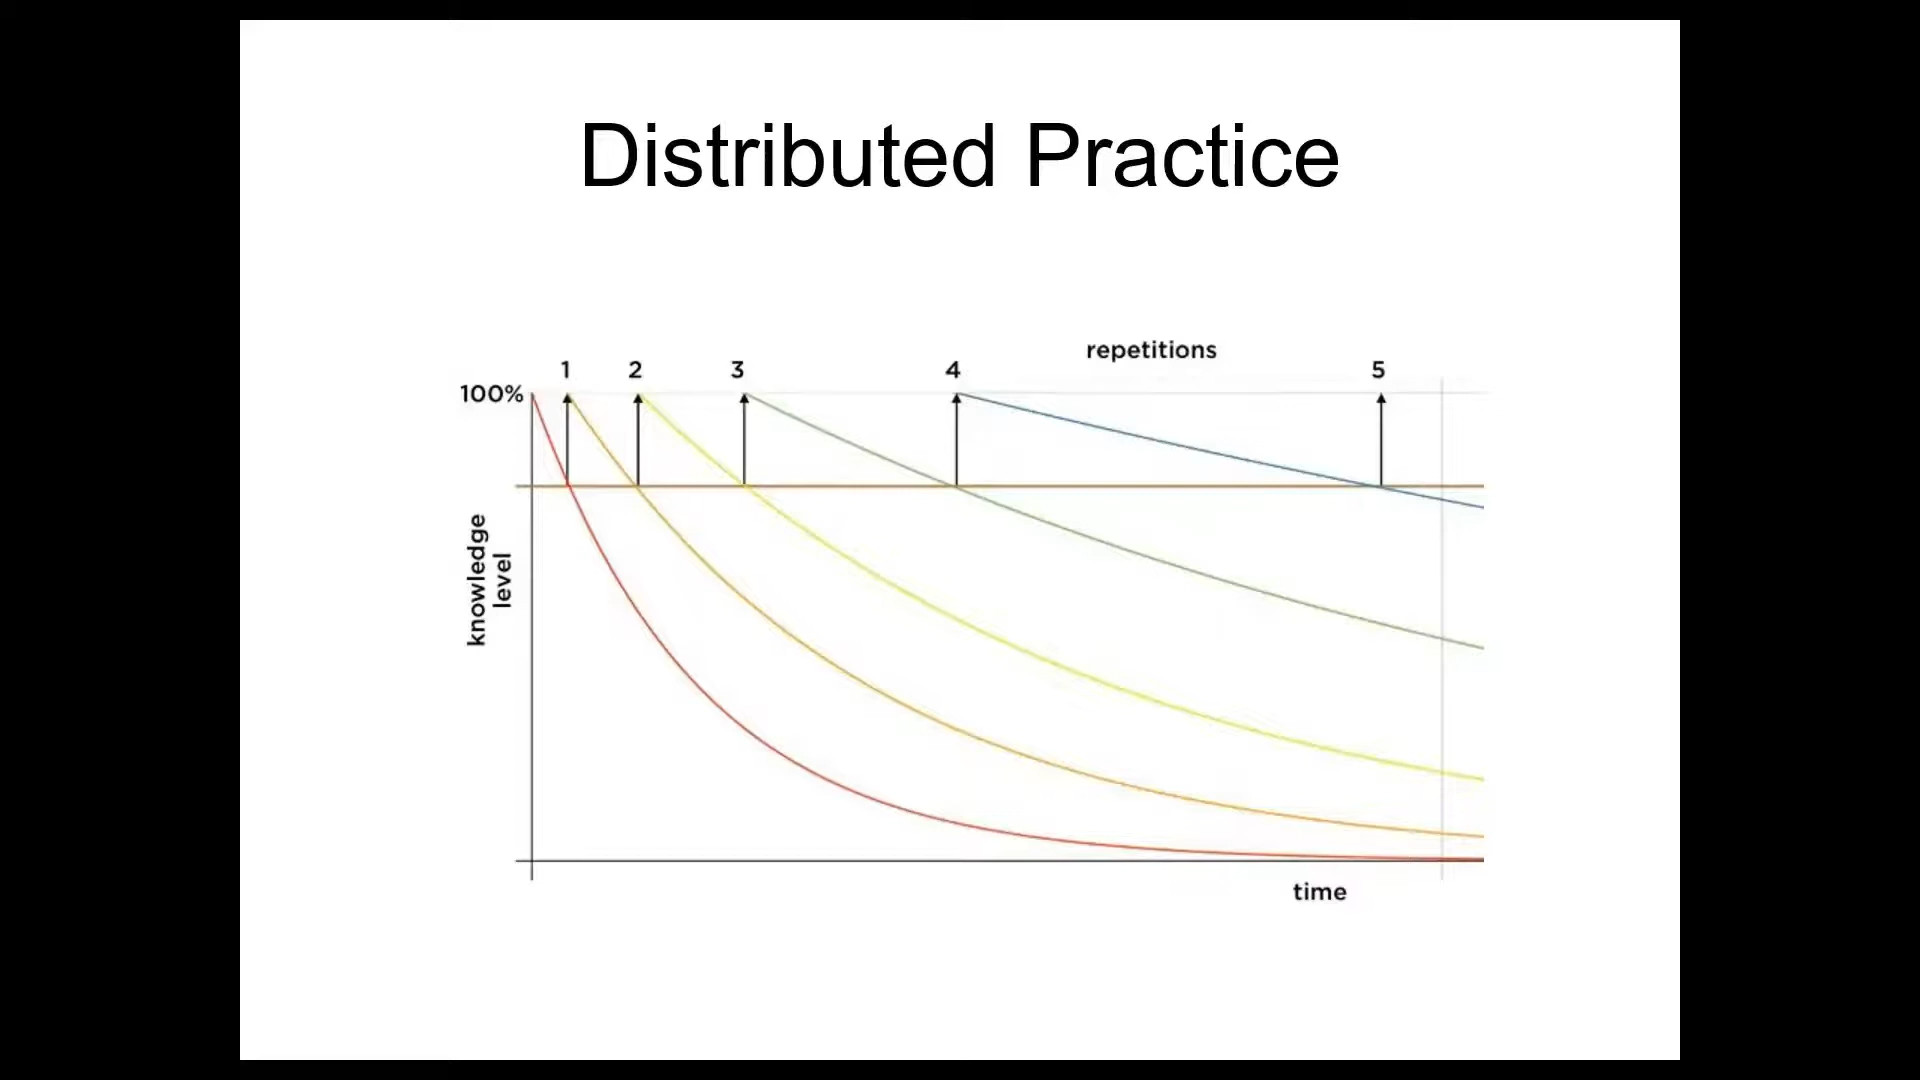 Distributed Practice
repetitions
1 2 3 4 5
100%
knowledge
level
time